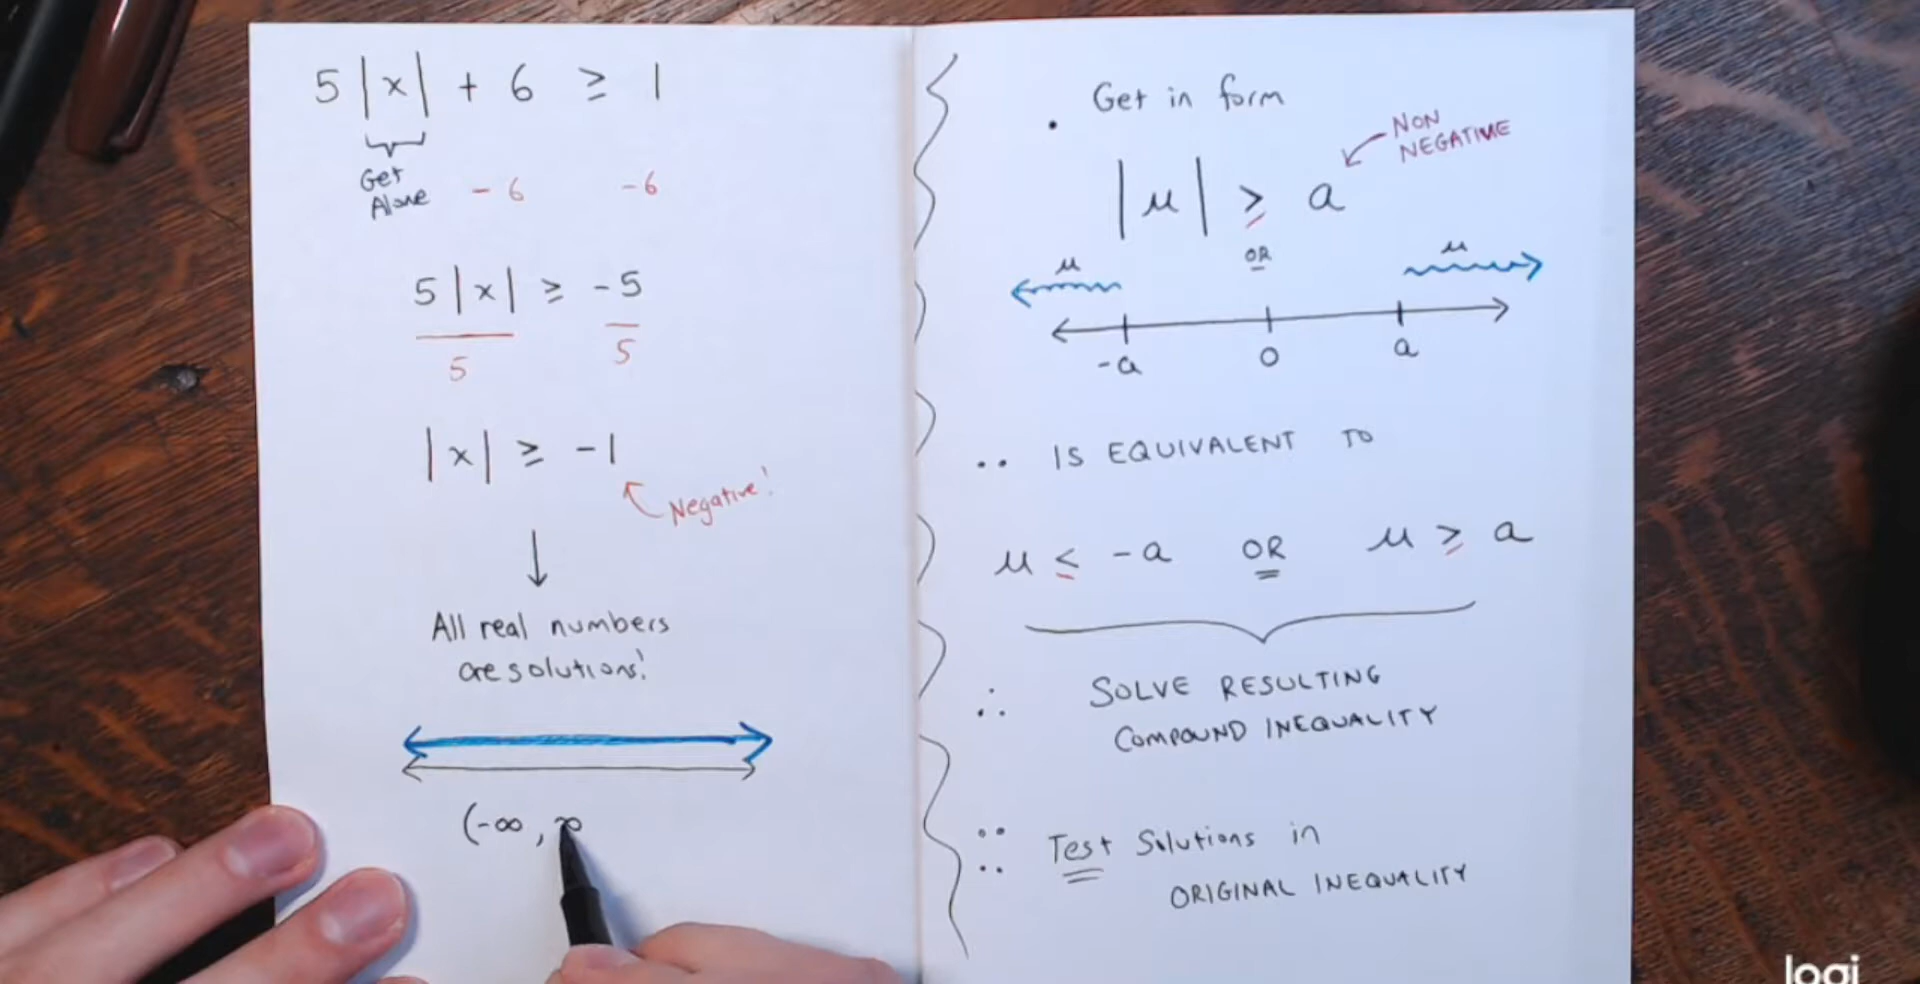 5 |x| + 6 ≥ 1
Get
Alone
- 6 -6
5 |x| ≥ -5
5 5
|x| ≥ -1
Negative!
All real numbers
are solutions!
(-∞, ∞
Get in form
NON
NEGATIVE
|u| ≥ a
OR
u u
-a 0 a
IS EQUIVALENT TO
u ≤ -a OR u ≥ a
SOLVE RESULTING
COMPOUND INEQUALITY
Test Solutions in
ORIGINAL INEQUALITY
logi